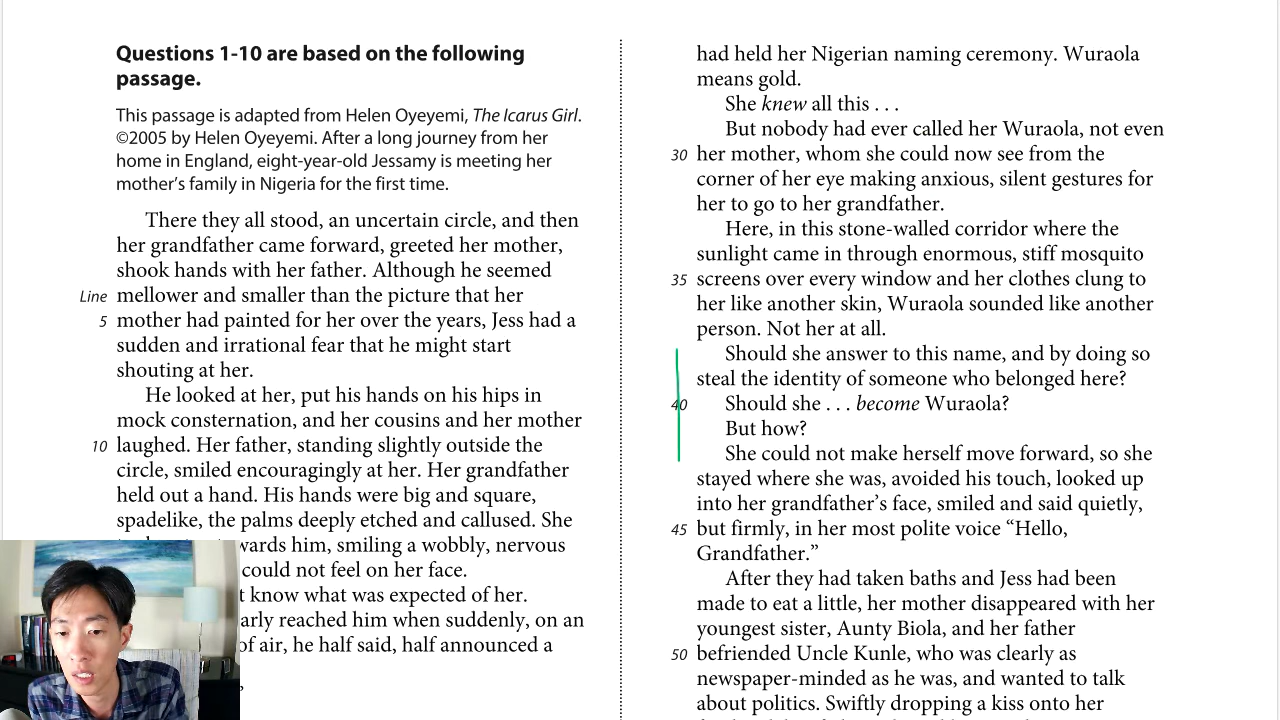 Questions 1-10 are based on the following
passage.
This passage is adapted from Helen Oyeyemi, The Icarus Girl.
©2005 by Helen Oyeyemi. After a long journey from her
home in England, eight-year-old Jessamy is meeting her
mother's family in Nigeria for the first time.
There they all stood, an uncertain circle, and then
her grandfather came forward, greeted her mother,
shook hands with her father. Although he seemed
Line mellower and smaller than the picture that her
5 mother had painted for her over the years, Jess had a
sudden and irrational fear that he might start
shouting at her.
He looked at her, put his hands on his hips in
mock consternation, and her cousins and her mother
10 laughed. Her father, standing slightly outside the
circle, smiled encouragingly at her. Her grandfather
held out a hand. His hands were big and square,
spadelike, the palms deeply etched and callused. She
him, smiling a wobbly, nervous
could not feel on her face.
know what was expected of her.
reached him when suddenly, on an
of air, he half said, half announced a
had held her Nigerian naming ceremony. Wuraola
means gold.
She knew all this . . .
But nobody had ever called her Wuraola, not even
30 her mother, whom she could now see from the
corner of her eye making anxious, silent gestures for
her to go to her grandfather.
Here, in this stone-walled corridor where the
sunlight came in through enormous, stiff mosquito
35 screens over every window and her clothes clung to
her like another skin, Wuraola sounded like another
person. Not her at all.
Should she answer to this name, and by doing so
steal the identity of someone who belonged here?
40 Should she . . . become Wuraola?
But how?
She could not make herself move forward, so she
stayed where she was, avoided his touch, looked up
into her grandfather's face, smiled and said quietly,
45 but firmly, in her most polite voice “Hello,
Grandfather.”
After they had taken baths and Jess had been
made to eat a little, her mother disappeared with her
youngest sister, Aunty Biola, and her father
50 befriended Uncle Kunle, who was clearly as
newspaper-minded as he was, and wanted to talk
about politics. Swiftly dropping a kiss onto her